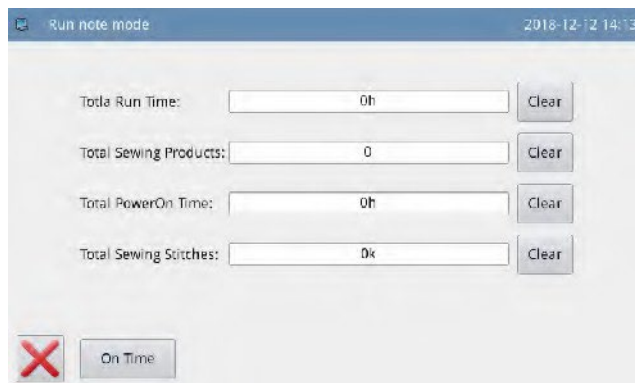 Run note mode 2018-12-12 14:13
Totla Run Time: 0h Clear
Total Sewing Products: 0 Clear
Total PowerOn Time: 0h Clear
Total Sewing Stitches: 0k Clear
On Time